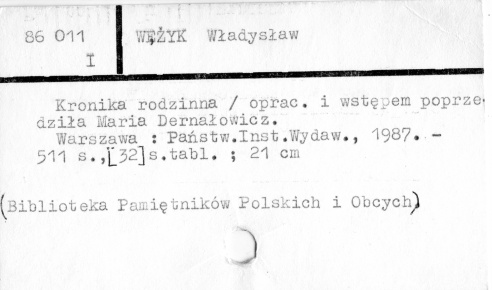 86 011 WĘŻYK Władysław
I
Kronika rodzinna / oprac. i wstępem poprze-
dziła Maria Dernałowicz.
Warszawa : Państw.Inst.Wydaw., 1987. -
511 s.,[32]s.tabl. ; 21 cm
(Biblioteka Pamiętników Polskich i Obcych)